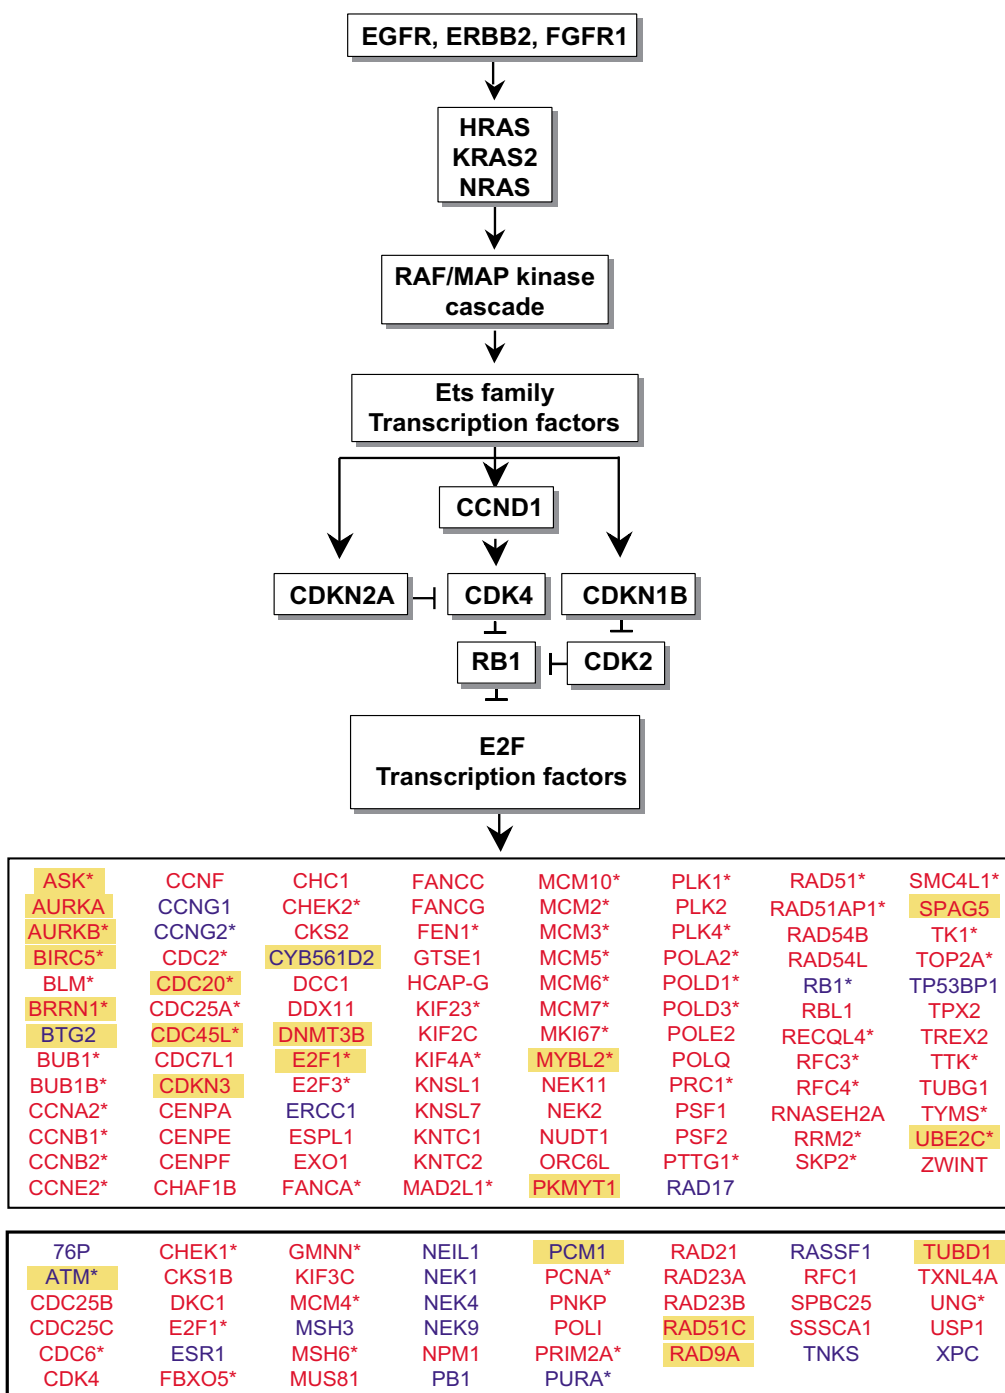 EGFR, ERBB2, FGFR1
HRAS
KRAS2
NRAS
RAF/MAP kinase
cascade
Ets family
Transcription factors
CCND1
CDKN2A CDK4 CDKN1B
RB1 CDK2
E2F
Transcription factors
ASK* CCNF CHC1 FANCC MCM10* PLK1* RAD51* SMC4L1*
AURKA CCNG1 CHEK2* FANCG MCM2* PLK2 RAD51AP1* SPAG5
AURKB* CCNG2* CKS2 FEN1* MCM3* PLK4* RAD54B TK1*
BIRC5* CDC2* CYB561D2 GTSE1 MCM5* POLA2* RAD54L TOP2A*
BLM* CDC20* DCC1 HCAP-G MCM6* POLD1* RB1* TP53BP1
BRRN1* CDC25A* DDX11 KIF23* MCM7* POLD3* RBL1 TPX2
BTG2 CDC45L* DNMT3B KIF2C MKI67* POLE2 RECQL4* TREX2
BUB1* CDC7L1 E2F1* KIF4A* MYBL2* POLQ RFC3* TTK*
BUB1B* CDKN3 E2F3* KNSL1 NEK11 PRC1* RFC4* TUBG1
CCNA2* CENPA ERCC1 KNSL7 NEK2 PSF1 RNASEH2A TYMS*
CCNB1* CENPE ESPL1 KNTC1 NUDT1 PSF2 RRM2* UBE2C*
CCNB2* CENPF EXO1 KNTC2 ORC6L PTTG1* SKP2* ZWINT
CCNE2* CHAF1B FANCA* MAD2L1* PKMYT1 RAD17
76P CHEK1* GMNN* NEIL1 PCM1 RAD21 RASSF1 TUBD1
ATM* CKS1B KIF3C NEK1 PCNA* RAD23A RFC1 TXNL4A
CDC25B DKC1 MCM4* NEK4 PNKP RAD23B SPBC25 UNG*
CDC25C E2F1* MSH3 NEK9 POLI RAD51C SSSCA1 USP1
CDC6* ESR1 MSH6* NPM1 PRIM2A* RAD9A TNKS XPC
CDK4 FBXO5* MUS81 PB1 PURA*